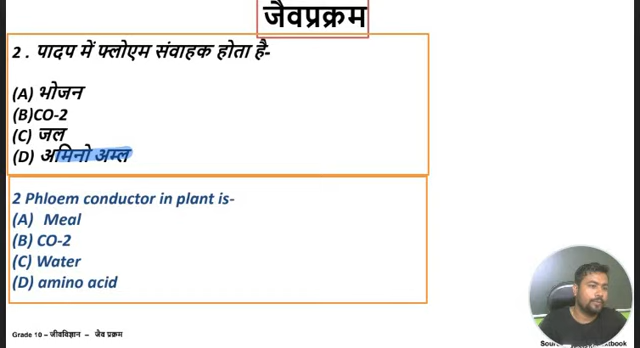 जैवप्रक्रम
2 . पादप में फ्लोएम संवाहक होता है-
(A) भोजन
(B)CO-2
(C) जल
(D) अमिनो अम्ल
2 Phloem conductor in plant is-
(A) Meal
(B) CO-2
(C) Water
(D) amino acid
Grade 10 – जीवविज्ञान – जैव प्रक्रम